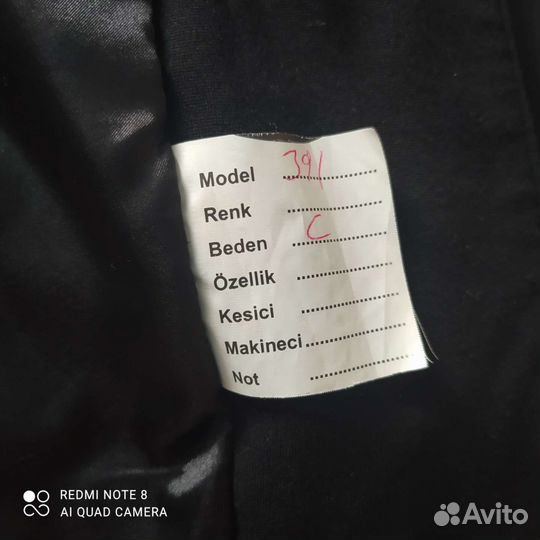 Model 391
Renk
Beden C
Özellik
Kesici
Makineci
Not
REDMI NOTE 8
AI QUAD CAMERA
Avito